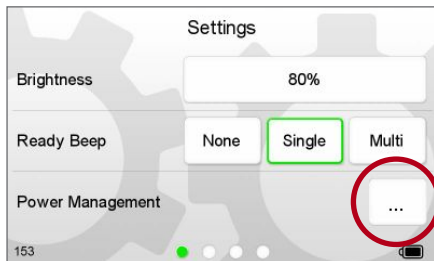 Settings
Brightness 80%
Ready Beep None Single Multi
Power Management ...
153